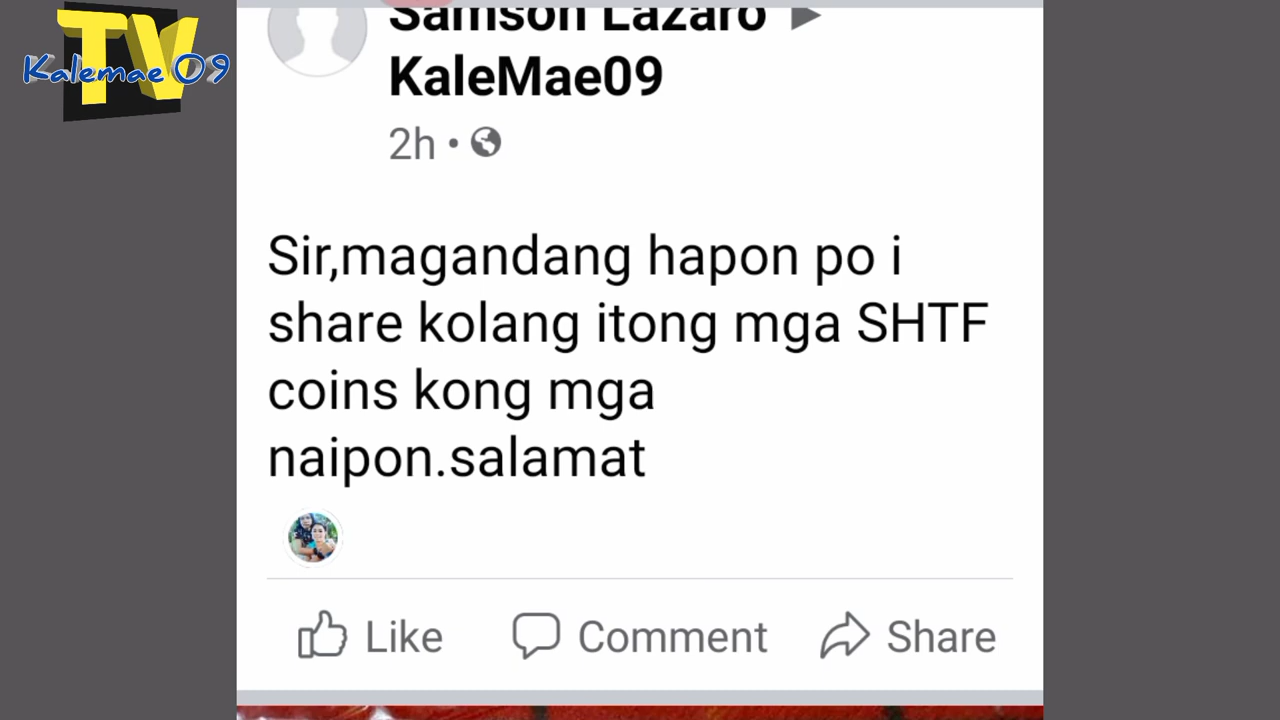 TV
Kalemae 09
Samson Lazaro
KaleMae09
2h •
Sir,magandang hapon po i
share kolang itong mga SHTF
coins kong mga
naipon.salamat
Like
Comment
Share